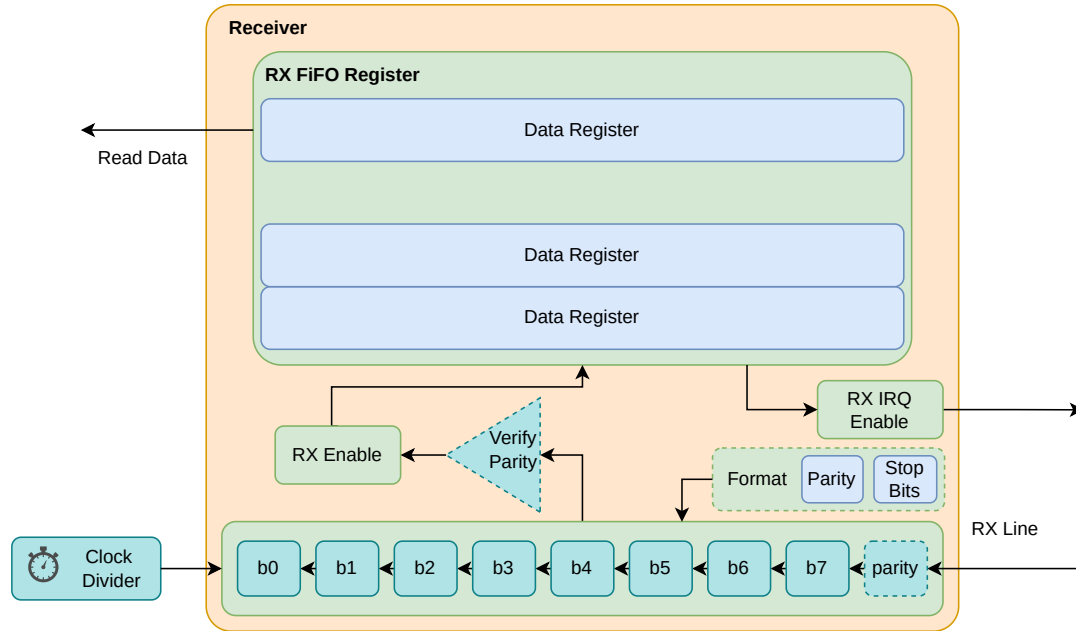 Receiver
RX FiFO Register
Data Register
Read Data
Data Register
Data Register
RX IRQ
Enable
Verify
Parity
RX Enable
Format
Parity
Stop
Bits
RX Line
Clock
Divider
b0
b1
b2
b3
b4
b5
b6
b7
parity